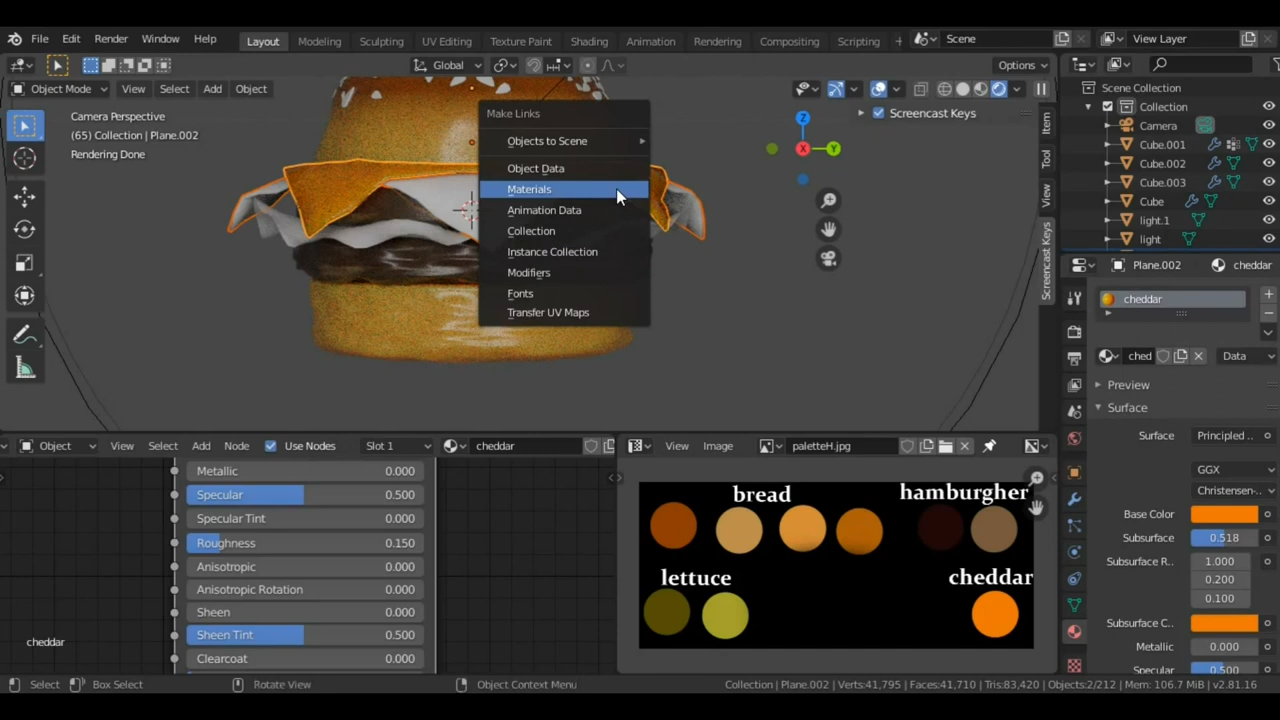 File Edit Render Window Help Layout Modeling Sculpting UV Editing Texture Paint Shading Animation Rendering Compositing Scripting + Scene View Layer
Global Options
Object Mode View Select Add Object
Camera Perspective
(65) Collection | Plane.002
Rendering Done
Make Links
Objects to Scene
Object Data
Materials
Animation Data
Collection
Instance Collection
Modifiers
Fonts
Transfer UV Maps
Screencast Keys
Z
X
Y
Item
Tool
View
Screencast Keys
Scene Collection
Collection
Camera
Cube.001
Cube.002
Cube.003
Cube
light.1
light
Plane.002 cheddar
cheddar
ched Data
Preview
Surface
Surface Principled ..
GGX
Christensen-..
Base Color
Subsurface 0.518
Subsurface R.. 1.000
0.200
0.100
Subsurface C..
Metallic 0.000
Specular 0.500
Object View Select Add Node Use Nodes Slot 1 cheddar
Metallic 0.000
Specular 0.500
Specular Tint 0.000
Roughness 0.150
Anisotropic 0.000
Anisotropic Rotation 0.000
Sheen 0.000
Sheen Tint 0.500
Clearcoat 0.000
cheddar
View Image paletteH.jpg
bread
hamburgher
lettuce
cheddar
Select Box Select Rotate View Object Context Menu Collection | Plane.002 | Verts:41,795 | Faces:41,710 | Tris:83,420 | Objects:2/212 | Mem: 106.7 MiB | v2.81.16